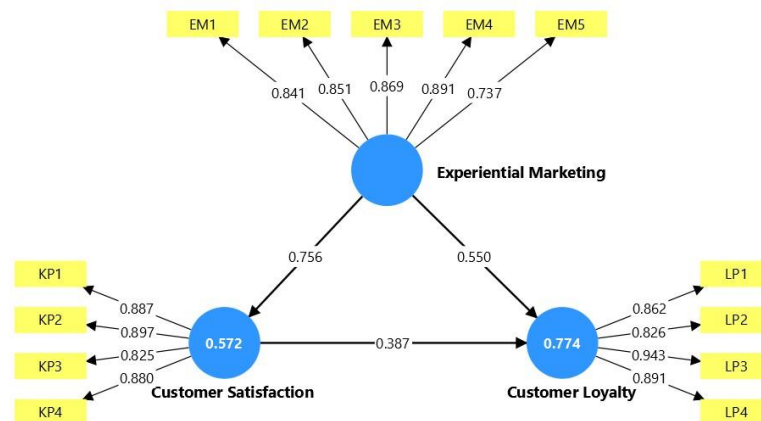 EM1 EM2 EM3 EM4 EM5
0.841 0.851 0.869 0.891 0.737
Experiential Marketing
0.756 0.550
KP1
KP2
KP3
KP4
0.887
0.897
0.825
0.880
0.572
Customer Satisfaction
0.387
0.774
Customer Loyalty
0.862
0.826
0.943
0.891
LP1
LP2
LP3
LP4